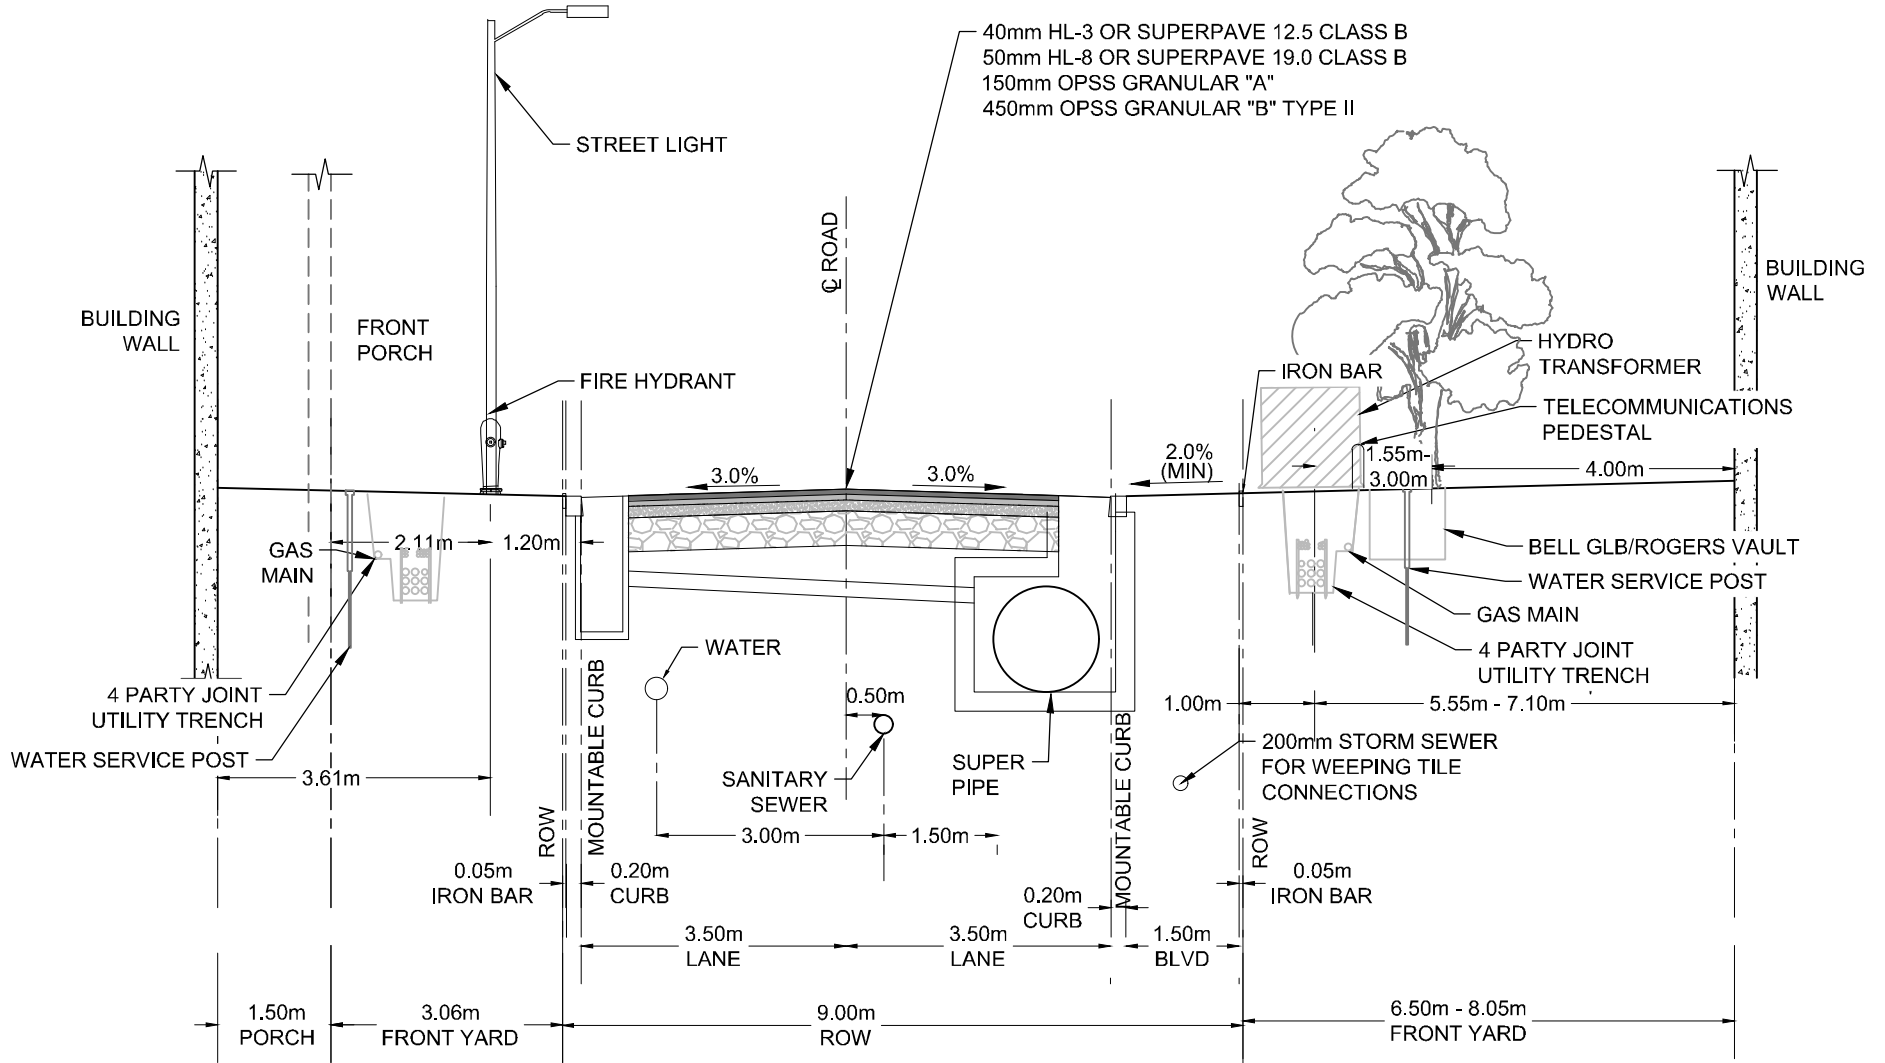 40mm HL-3 OR SUPERPAVE 12.5 CLASS B
50mm HL-8 OR SUPERPAVE 19.0 CLASS B
150mm OPSS GRANULAR "A"
450mm OPSS GRANULAR "B" TYPE II
STREET LIGHT
℄ ROAD
BUILDING
WALL
FRONT
PORCH
FIRE HYDRANT
BUILDING
WALL
HYDRO
TRANSFORMER
IRON BAR
TELECOMMUNICATIONS
PEDESTAL
3.0%
3.0%
2.0%
(MIN)
1.55m-
3.00m
4.00m
GAS
MAIN
2.11m
1.20m
BELL GLB/ROGERS VAULT
WATER SERVICE POST
GAS MAIN
4 PARTY JOINT
UTILITY TRENCH
WATER
4 PARTY JOINT
UTILITY TRENCH
WATER SERVICE POST
0.50m
1.00m
5.55m - 7.10m
3.61m
SANITARY
SEWER
SUPER
PIPE
200mm STORM SEWER
FOR WEEPING TILE
CONNECTIONS
ROW
MOUNTABLE CURB
MOUNTABLE CURB
ROW
3.00m
1.50m
0.05m
IRON BAR
0.20m
CURB
0.20m
CURB
0.05m
IRON BAR
3.50m
LANE
3.50m
LANE
1.50m
BLVD
1.50m
PORCH
3.06m
FRONT YARD
9.00m
ROW
6.50m - 8.05m
FRONT YARD